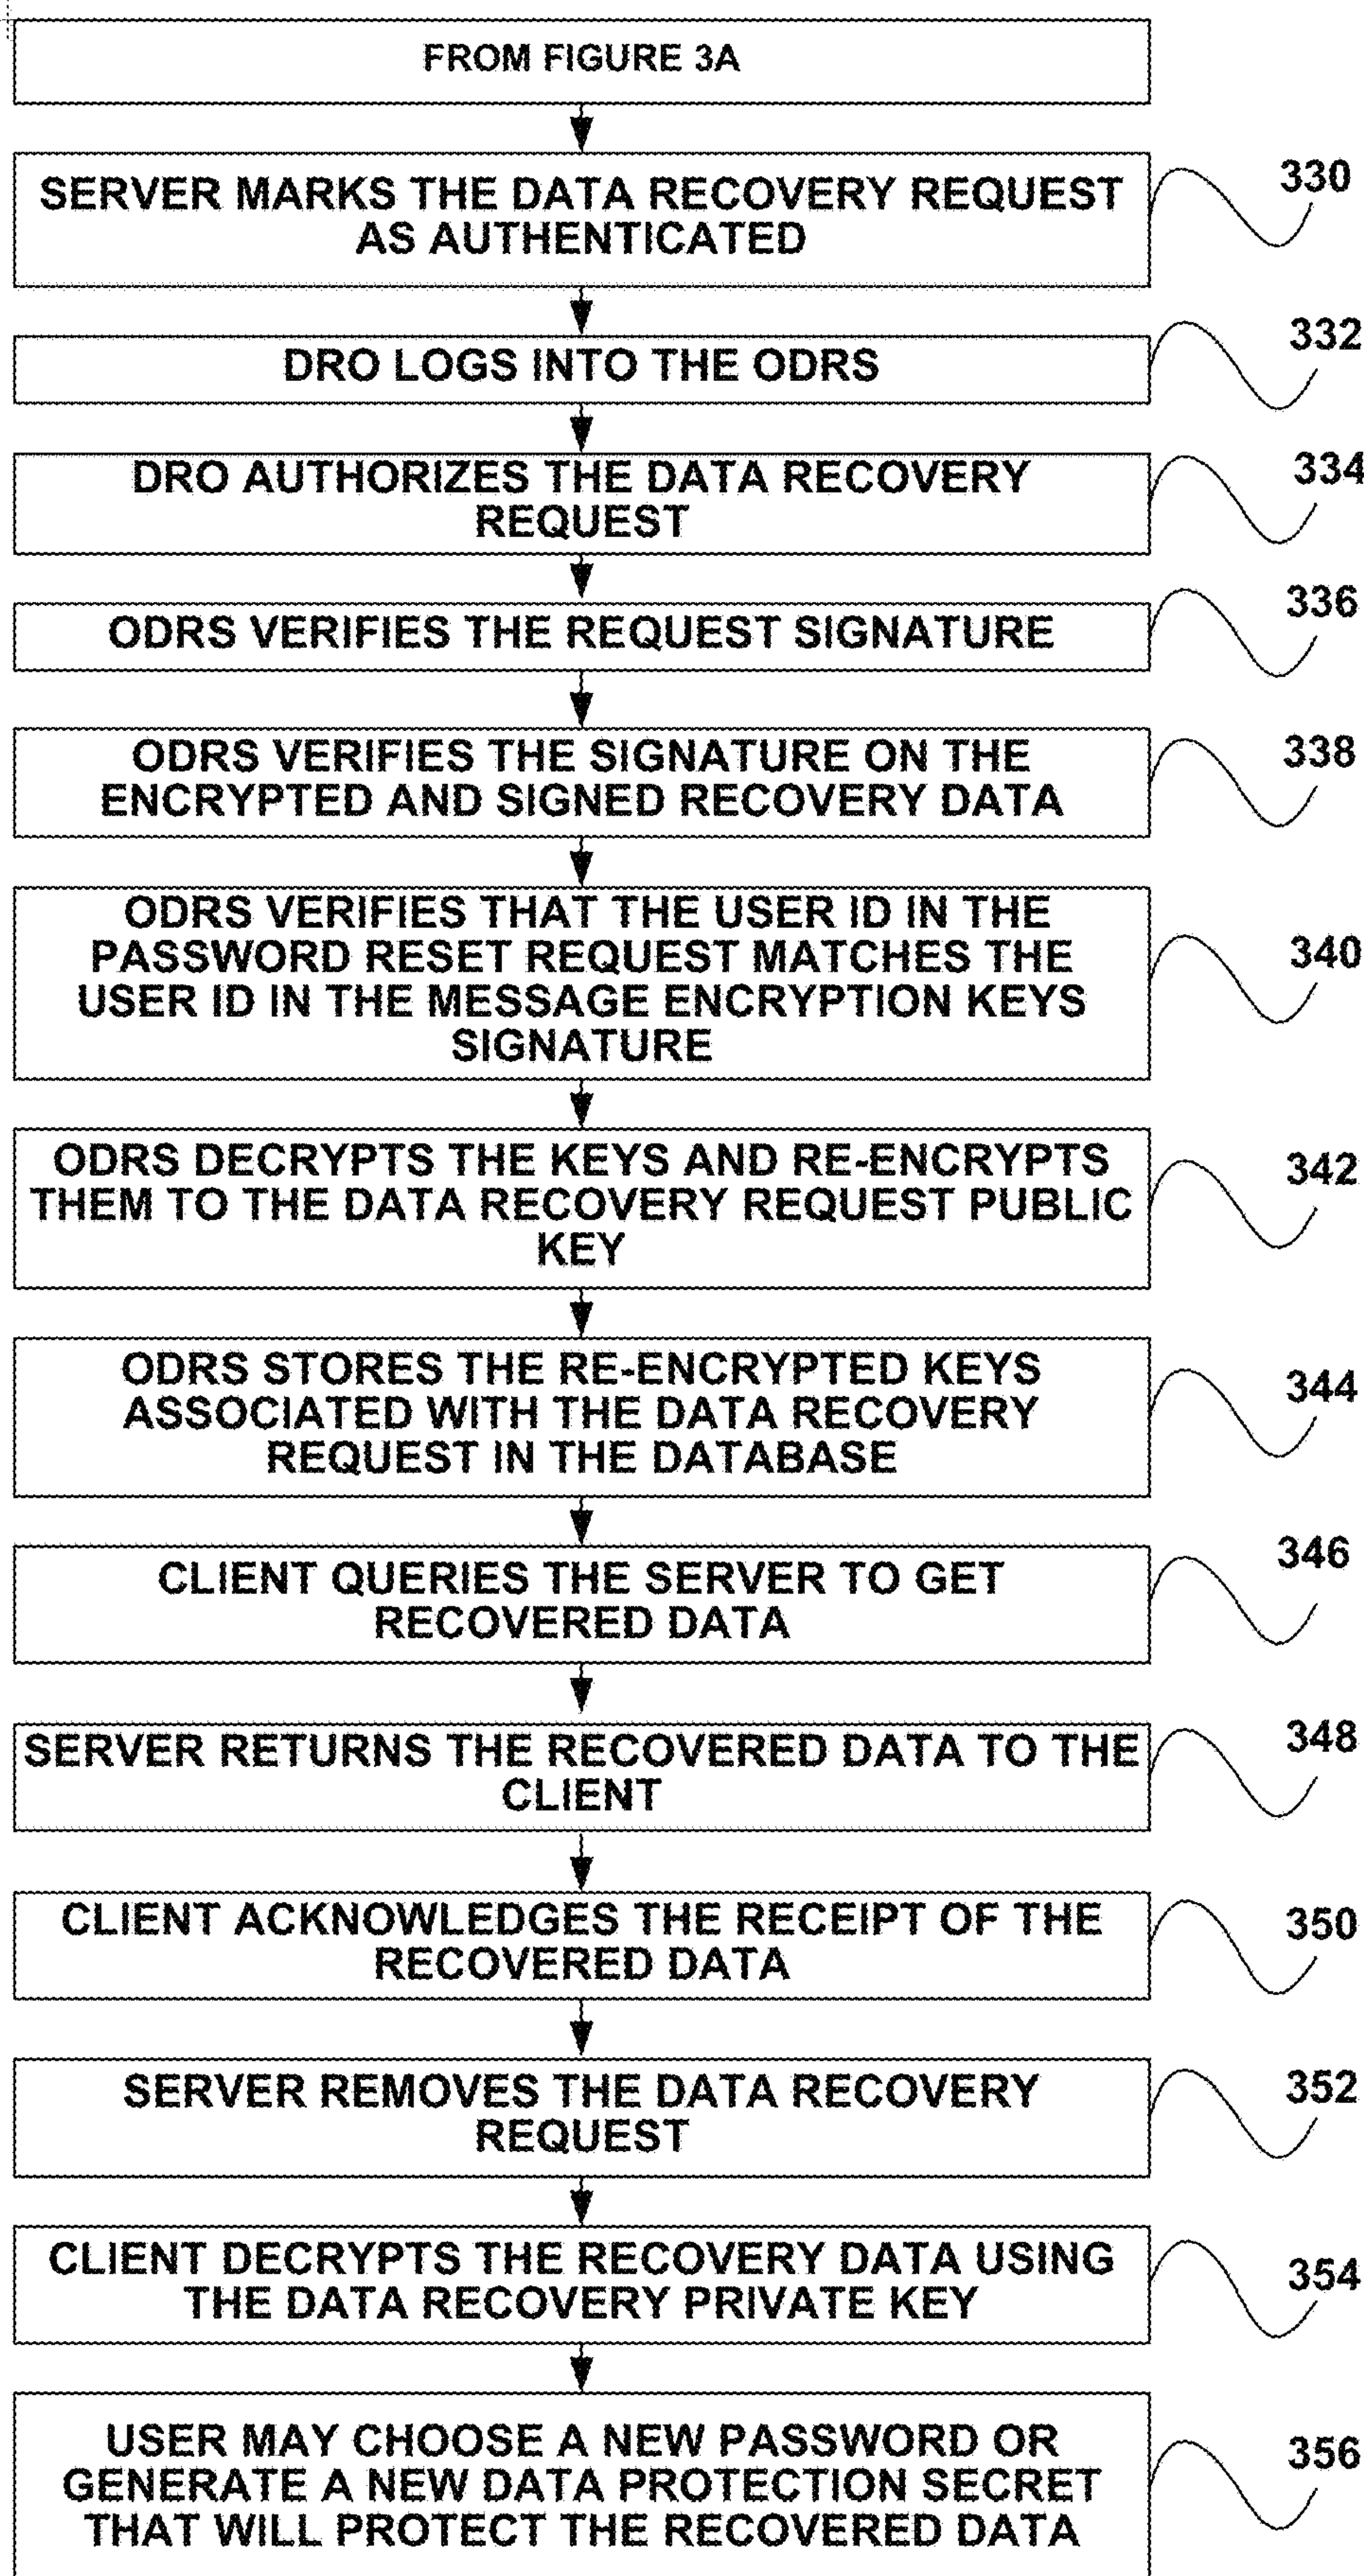 FROM FIGURE 3A
SERVER MARKS THE DATA RECOVERY REQUEST
AS AUTHENTICATED
330
DRO LOGS INTO THE ODRS
332
DRO AUTHORIZES THE DATA RECOVERY
REQUEST
334
ODRS VERIFIES THE REQUEST SIGNATURE
336
ODRS VERIFIES THE SIGNATURE ON THE
ENCRYPTED AND SIGNED RECOVERY DATA
338
ODRS VERIFIES THAT THE USER ID IN THE
PASSWORD RESET REQUEST MATCHES THE
USER ID IN THE MESSAGE ENCRYPTION KEYS
SIGNATURE
340
ODRS DECRYPTS THE KEYS AND RE-ENCRYPTS
THEM TO THE DATA RECOVERY REQUEST PUBLIC
KEY
342
ODRS STORES THE RE-ENCRYPTED KEYS
ASSOCIATED WITH THE DATA RECOVERY
REQUEST IN THE DATABASE
344
CLIENT QUERIES THE SERVER TO GET
RECOVERED DATA
346
SERVER RETURNS THE RECOVERED DATA TO THE
CLIENT
348
CLIENT ACKNOWLEDGES THE RECEIPT OF THE
RECOVERED DATA
350
SERVER REMOVES THE DATA RECOVERY
REQUEST
352
CLIENT DECRYPTS THE RECOVERY DATA USING
THE DATA RECOVERY PRIVATE KEY
354
USER MAY CHOOSE A NEW PASSWORD OR
GENERATE A NEW DATA PROTECTION SECRET
THAT WILL PROTECT THE RECOVERED DATA
356